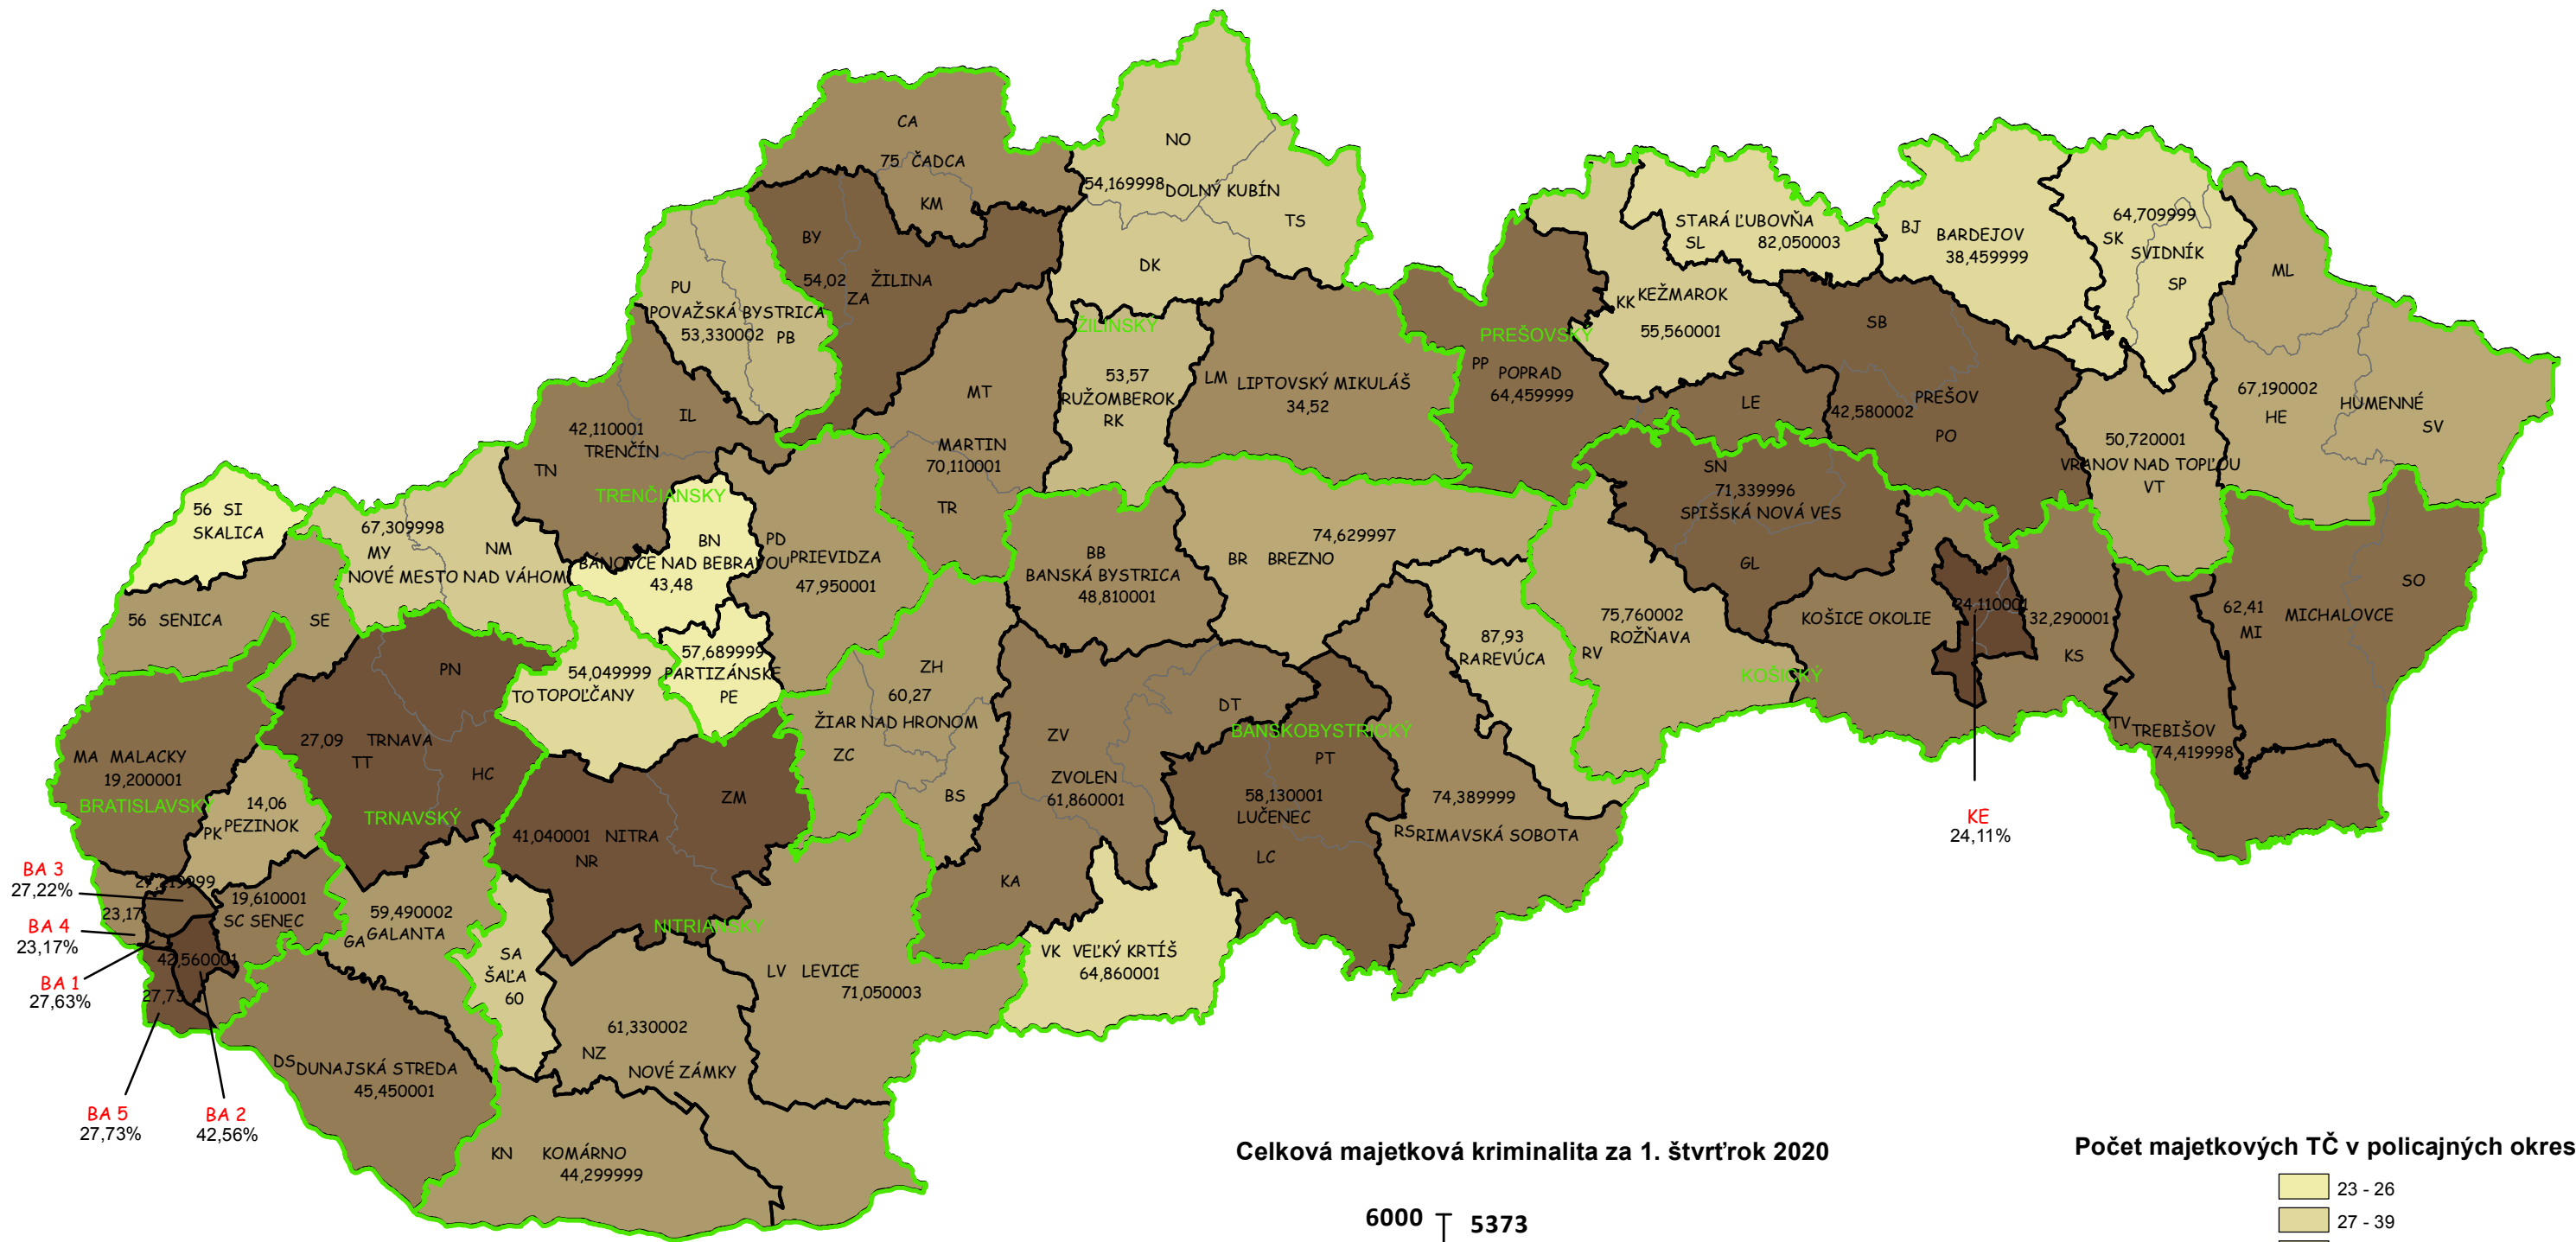 CA
75 ČADCA
KM
NO
54,169998 DOLNÝ KUBÍN
TS
DK
BY
54,02 ŽILINA
ZA
PU
POVAŽSKÁ BYSTRICA
53,330002 PB
STARÁ ĽUBOVŇA
SL 82,050003
BJ BARDEJOV
38,459999
64,709999
SK
SVIDNÍK
SP
ML
KK KEŽMAROK
55,560001
ŽILINSKÝ
PREŠOVSKÝ
SB
PP POPRAD
64,459999
LE
42,580002 PREŠOV
PO
67,190002
HE
HUMENNÉ
SV
50,720001
VRANOV NAD TOPĽOU
VT
MT
MARTIN
70,110001
TR
53,57
RUŽOMBEROK
RK
LM LIPTOVSKÝ MIKULÁŠ
34,52
IL
42,110001
TRENČÍN
TN
TRENČIANSKY
SN
71,339996
SPIŠSKÁ NOVÁ VES
GL
56 SI
SKALICA
67,309998
MY
NM
NOVÉ MESTO NAD VÁHOM
BN
BÁNOVCE NAD BEBRAVOU
43,48
PD
PRIEVIDZA
47,950001
BB
BANSKÁ BYSTRICA
48,810001
74,629997
BR BREZNO
56 SENICA
SE
87,93
RAREVÚCA
75,760002
ROŽŇAVA
RV
KOŠICE OKOLIE
24,110001
32,290001
KS
KOŠICKÝ
62,41
MI
MICHALOVCE
SO
TV
TREBIŠOV
74,419998
KE
24,11%
PN
54,049999
TO TOPOĽČANY
57,689999
PARTIZÁNSKE
PE
ZH
60,27
ŽIAR NAD HRONOM
ZC
BS
DT
BANSKOBYSTRICKÝ
ZV
ZVOLEN
61,860001
PT
58,130001
LUČENEC
LC
74,389999
RS RIMAVSKÁ SOBOTA
MA MALACKY
19,200001
BRATISLAVSKÝ
27,09 TRNAVA
TT
HC
TRNAVSKÝ
14,06
PK PEZINOK
ZM
41,040001 NITRA
NR
NITRIANSKY
KA
BA 3
27,22%
27,219999
23,17
BA 4
23,17%
BA 1
27,63%
19,610001
SC SENEC
42,560001
27,73
59,490002
GA GALANTA
SA
ŠAĽA
60
LV LEVICE
71,050003
VK VEĽKÝ KRTÍŠ
64,860001
61,330002
NZ
NOVÉ ZÁMKY
DS DUNAJSKÁ STREDA
45,450001
BA 5
27,73%
BA 2
42,56%
KN KOMÁRNO
44,299999
Celková majetková kriminalita za 1. štvrťrok 2020
6000 5373
Počet majetkových TČ v policajných okres
23 - 26
27 - 39